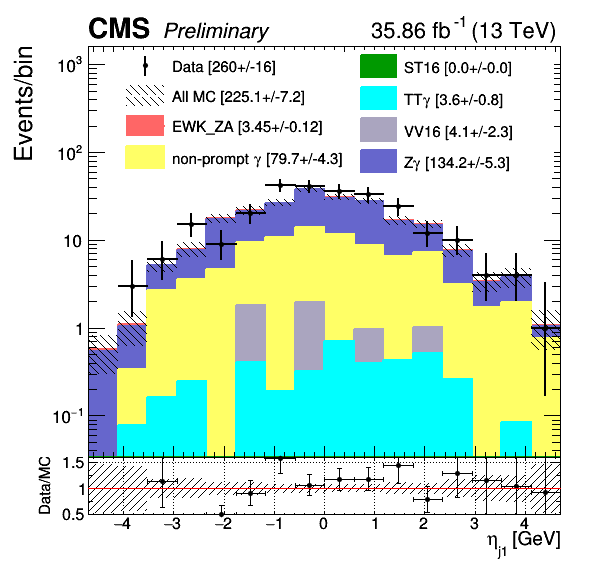 CMS Preliminary 35.86 fb⁻¹ (13 TeV)
Events/bin
10³
10²
10
1
10⁻¹
Data [260+/-16]
All MC [225.1+/-7.2]
EWK_ZA [3.45+/-0.12]
non-prompt γ [79.7+/-4.3]
ST16 [0.0+/-0.0]
TTγ [3.6+/-0.8]
VV16 [4.1+/-2.3]
Zγ [134.2+/-5.3]
Data/MC
1.5
1
0.5
−4 −3 −2 −1 0 1 2 3 4
η_j1 [GeV]